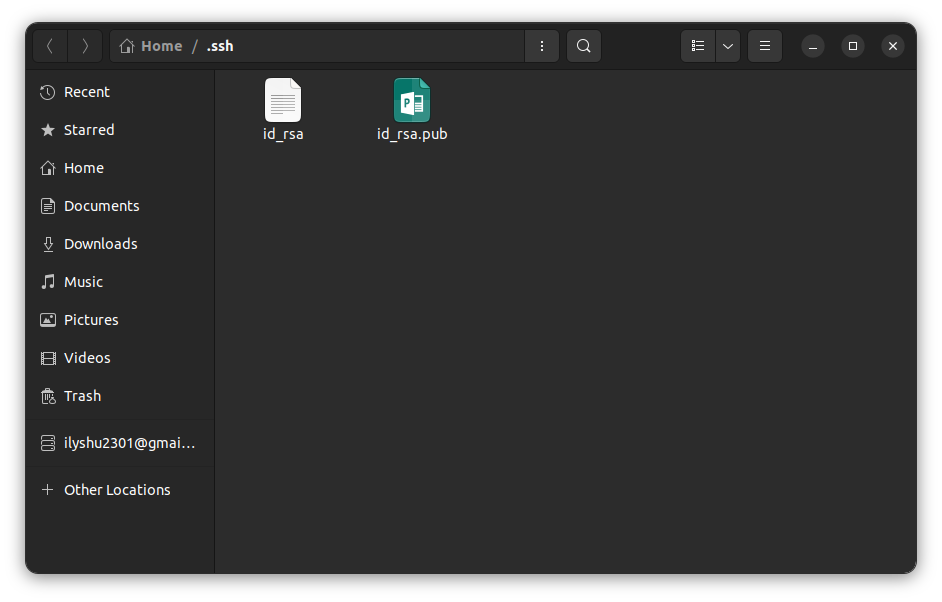 Home / .ssh
Recent
Starred
Home
Documents
Downloads
Music
Pictures
Videos
Trash
ilyshu2301@gmai...
Other Locations
P
id_rsa
id_rsa.pub